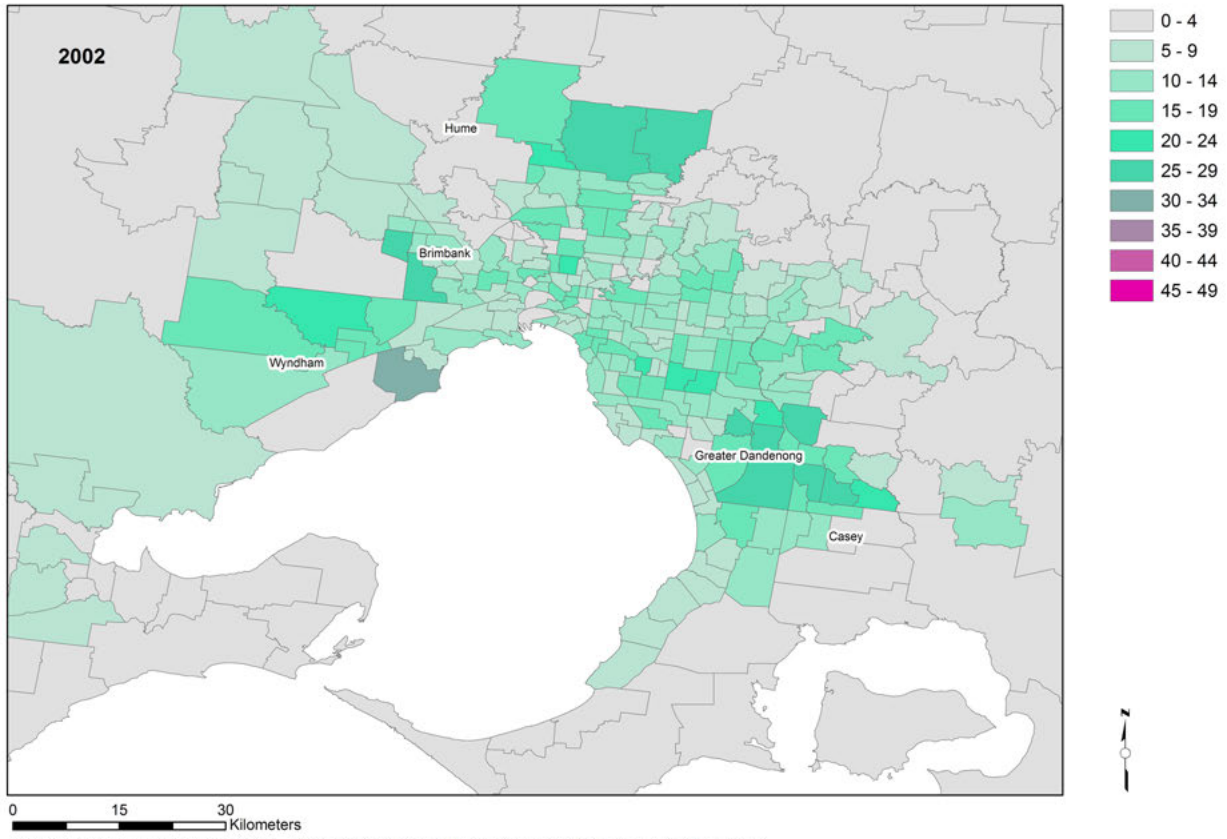 2002
0 - 4
5 - 9
10 - 14
15 - 19
20 - 24
25 - 29
30 - 34
35 - 39
40 - 44
45 - 49
Hume
Brimbank
Wyndham
Greater Dandenong
Casey
N
0 15 30
Kilometers